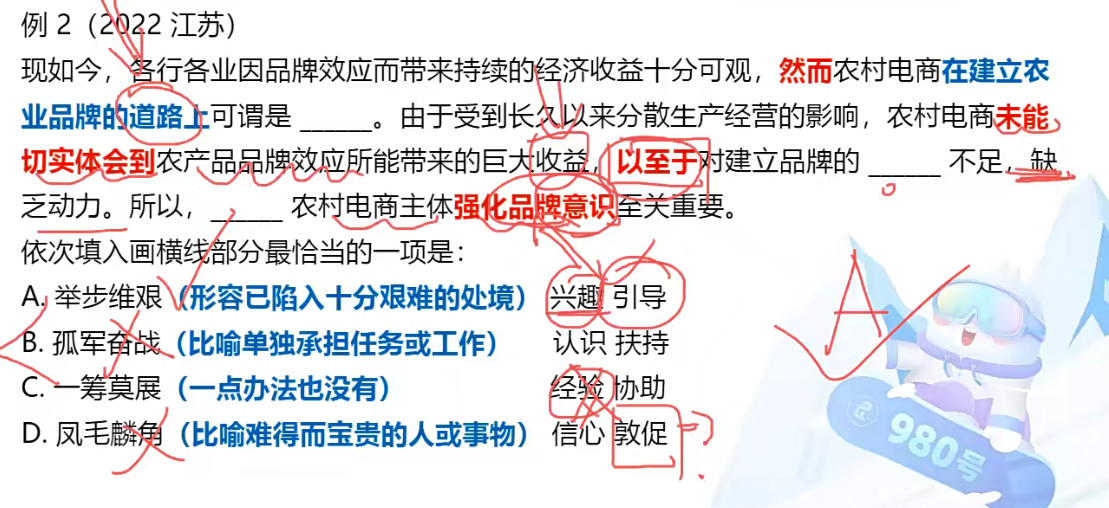 例 2（2022 江苏）
现如今，各行各业因品牌效应而带来持续的经济收益十分可观，然而农村电商在建立农
业品牌的道路上可谓是 ______。由于受到长久以来分散生产经营的影响，农村电商未能
切实体会到农产品品牌效应所能带来的巨大收益，以至于对建立品牌的 ______ 不足，缺
乏动力。所以，______ 农村电商主体强化品牌意识至关重要。
依次填入画横线部分最恰当的一项是：
A. 举步维艰（形容已陷入十分艰难的处境） 兴趣 引导
B. 孤军奋战（比喻单独承担任务或工作） 认识 扶持
C. 一筹莫展（一点办法也没有） 经验 协助
D. 凤毛麟角（比喻难得而宝贵的人或事物） 信心 敦促
A
980号